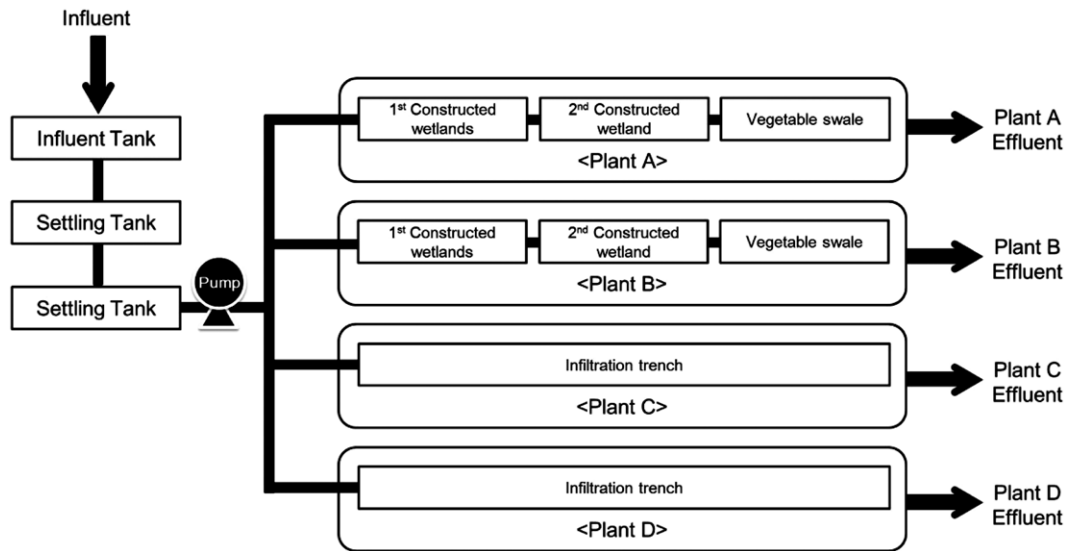 Influent
Influent Tank
Settling Tank
Settling Tank
Pump
1st Constructed
wetlands
2nd Constructed
wetland
Vegetable swale
<Plant A>
Plant A
Effluent
1st Constructed
wetlands
2nd Constructed
wetland
Vegetable swale
<Plant B>
Plant B
Effluent
Infiltration trench
<Plant C>
Plant C
Effluent
Infiltration trench
<Plant D>
Plant D
Effluent